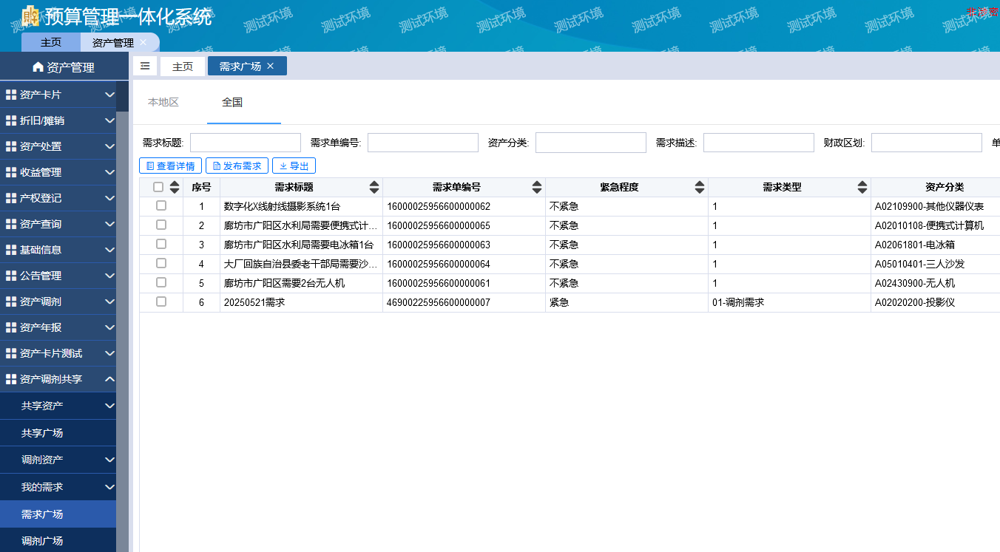 预算管理一体化系统
测试环境 测试环境 测试环境 测试环境 测试环境 测试环境 测试环境 测试环境 测试环境 测试环境
主页 资产管理
资产管理
主页 需求广场
资产卡片
折旧/摊销
资产处置
收益管理
产权登记
资产查询
基础信息
公告管理
资产调剂
资产年报
资产卡片测试
资产调剂共享
共享资产
共享广场
调剂资产
我的需求
需求广场
调剂广场
本地区 全国
需求标题: 需求单编号: 资产分类: 需求描述: 财政区划: 单
查看详情 发布需求 导出
序号 需求标题 需求单编号 紧急程度 需求类型 资产分类
1 数字化X线射线摄影系统1台 16000025956600000062 不紧急 1 A02109900-其他仪器仪表
2 廊坊市广阳区水利局需要便携式计... 16000025956600000065 不紧急 1 A02010108-便携式计算机
3 廊坊市广阳区水利局需要电冰箱1台 16000025956600000063 不紧急 1 A02061801-电冰箱
4 大厂回族自治县委老干部局需要沙... 16000025956600000064 不紧急 1 A05010401-三人沙发
5 廊坊市广阳区需要2台无人机 16000025956600000061 不紧急 1 A02430900-无人机
6 20250521需求 46900225956600000007 紧急 01-调剂需求 A02020200-投影仪